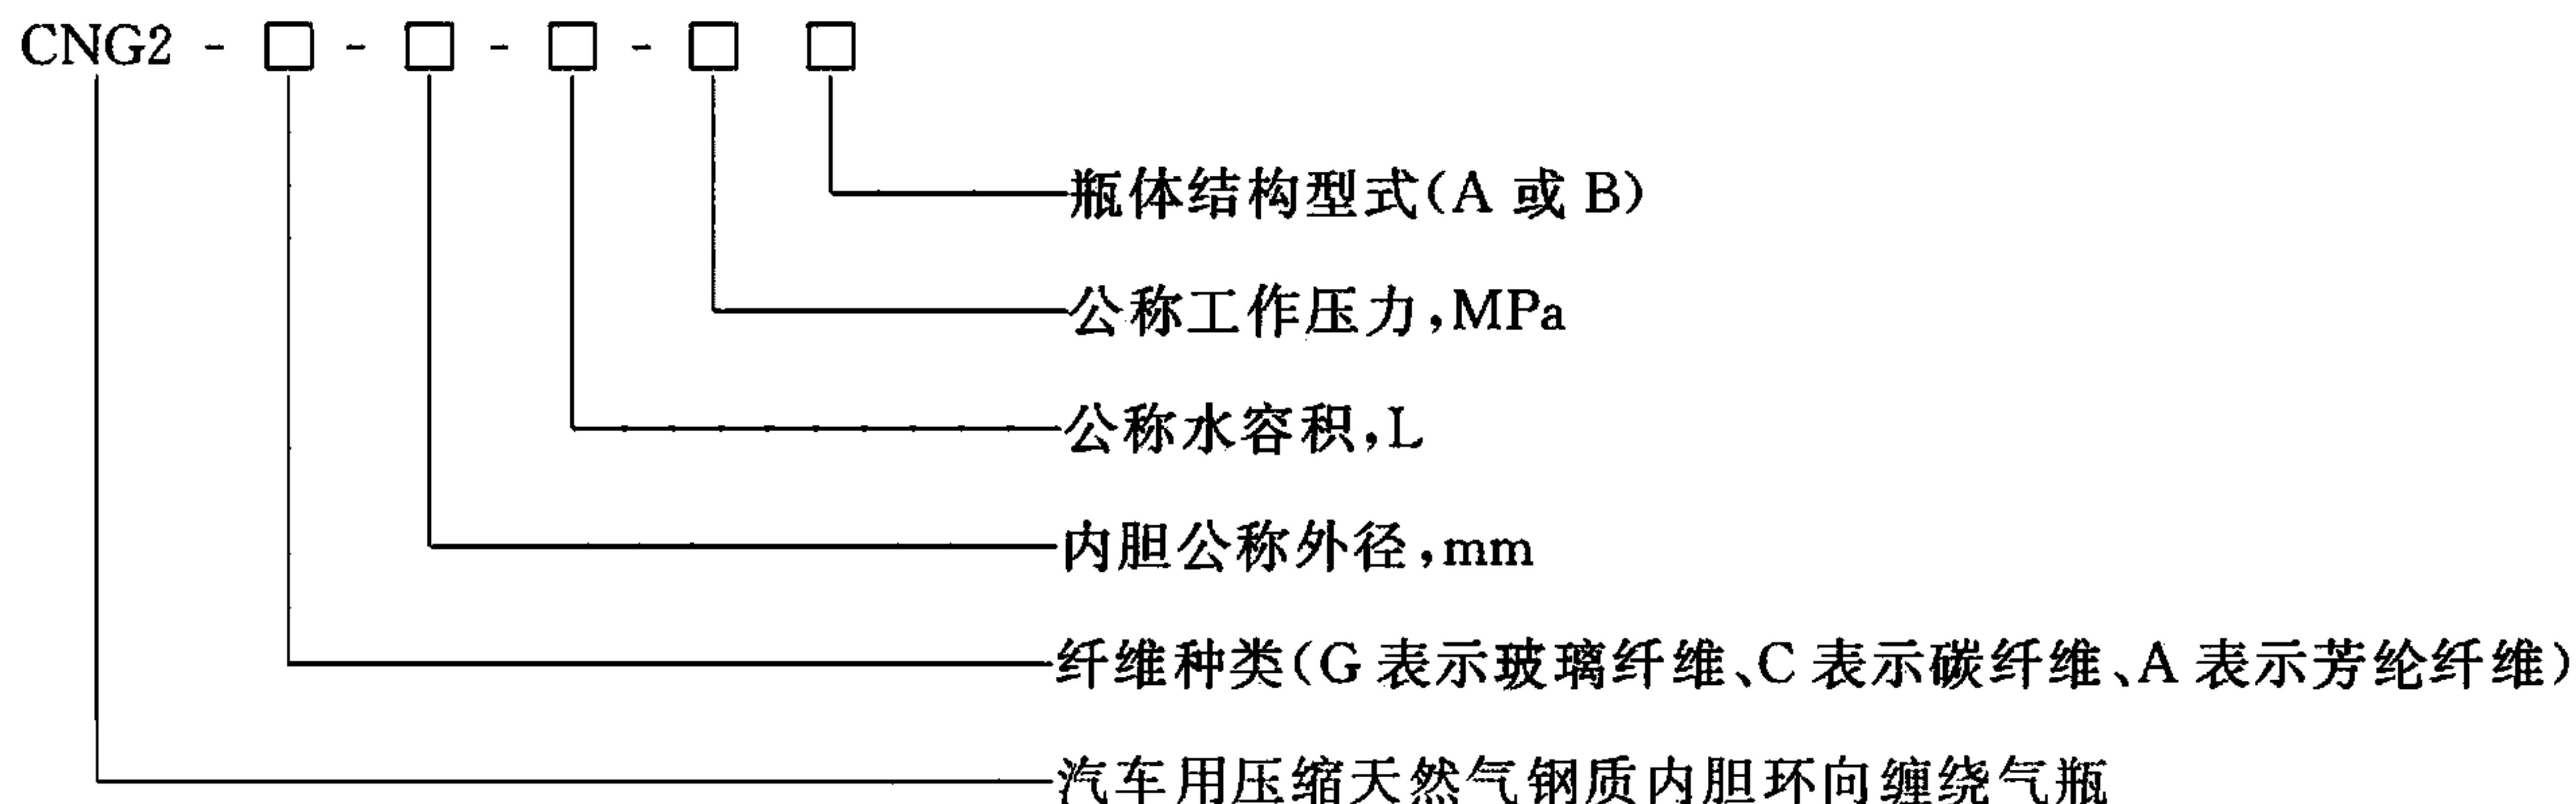 CNG2 - □ - □ - □ - □ □
瓶体结构型式(A 或 B)
公称工作压力,MPa
公称水容积,L
内胆公称外径,mm
纤维种类(G 表示玻璃纤维、C 表示碳纤维、A 表示芳纶纤维)
汽车用压缩天然气钢质内胆环向缠绕气瓶